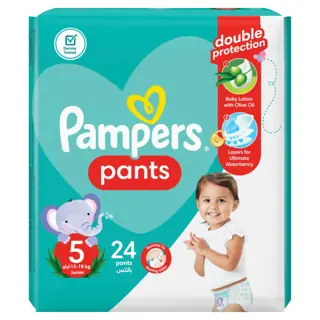 Derma
Tested
double
protection
Baby Lotion
with Olive Oil
Layers for
Ultimate
Absorbency
Pampers
pants
5
12-18 kg
Junior
24
pants
بانتس